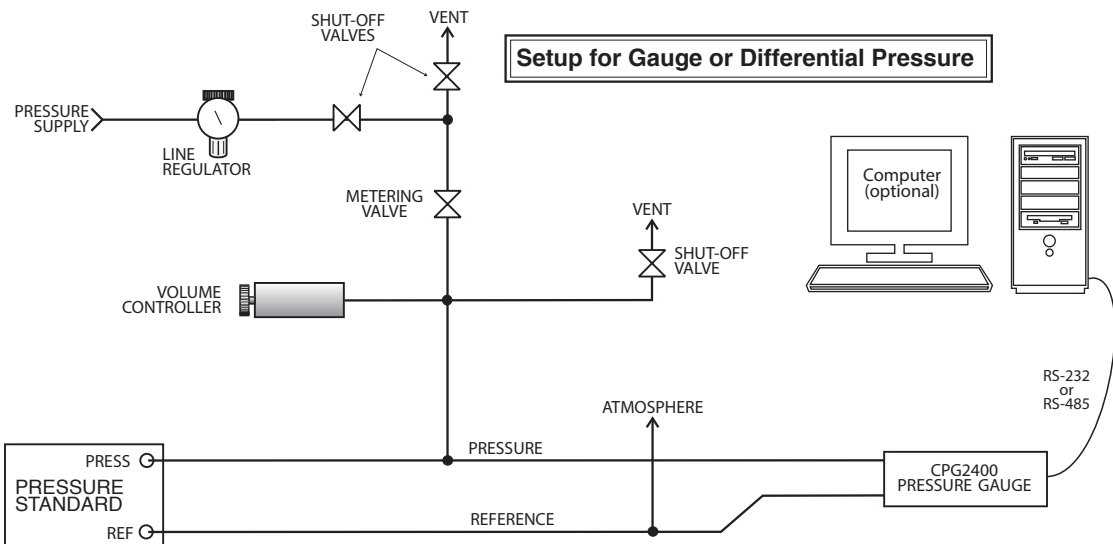 SHUT-OFF
VALVES
VENT
Setup for Gauge or Differential Pressure
PRESSURE
SUPPLY
LINE
REGULATOR
Computer
(optional)
METERING
VALVE
VENT
SHUT-OFF
VALVE
VOLUME
CONTROLLER
RS-232
or
RS-485
ATMOSPHERE
PRESS
PRESSURE
CPG2400
PRESSURE GAUGE
PRESSURE
STANDARD
REF
REFERENCE